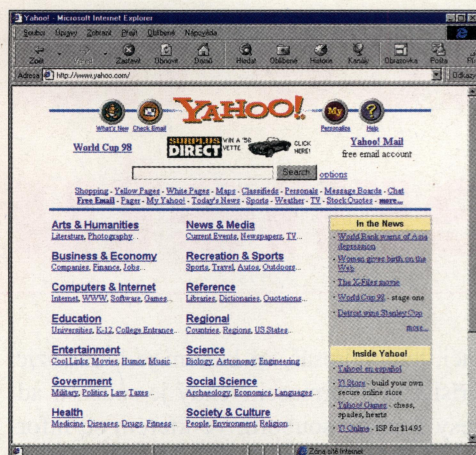 Yahoo! - Microsoft Internet Explorer
Soubor Úpravy Zobrazit Přejít Oblíbené Nápověda
Zpět Vpřed Zastavit Obnovit Domů Hledat Oblíbené Historie Kanály Obrazovka Pošta
Adresa http://www.yahoo.com/ Odkazy
YAHOO!
My ?
What's New Check Email Personalize Help
World Cup 98 SURPLUS DIRECT WIN A '50 VETTE CLICK HERE! Yahoo! Mail
free email account
Search options
Shopping - Yellow Pages - White Pages - Maps - Classifieds - Personals - Message Boards - Chat
Free Email - Pager - My Yahoo! - Today's News - Sports - Weather - TV - Stock Quotes - more...
Arts & Humanities
Literature, Photography...
News & Media
Current Events, Newspapers, TV...
Business & Economy
Companies, Finance, Jobs...
Recreation & Sports
Sports, Travel, Autos, Outdoors...
Computers & Internet
Internet, WWW, Software, Games...
Reference
Libraries, Dictionaries, Quotations...
Education
Universities, K-12, College Entrance...
Regional
Countries, Regions, US States...
Entertainment
Cool Links, Movies, Humor, Music...
Science
Biology, Astronomy, Engineering...
Government
Military, Politics, Law, Taxes...
Social Science
Archaeology, Economics, Languages...
Health
Medicine, Diseases, Drugs, Fitness...
Society & Culture
People, Environment, Religion...
In the News
· World Bank warns of Asia
depression
· Woman gives birth on the
Web
· The X-Files movie
· World Cup 98 - stage one
· Detroit wins Stanley Cup
more...
Inside Yahoo!
· Yahoo! en español
· Y! Store - build your own
secure online store
· Yahoo! Games - chess,
spades, hearts
· Y! Online - ISP for $14.95
Zóna sítě Internet